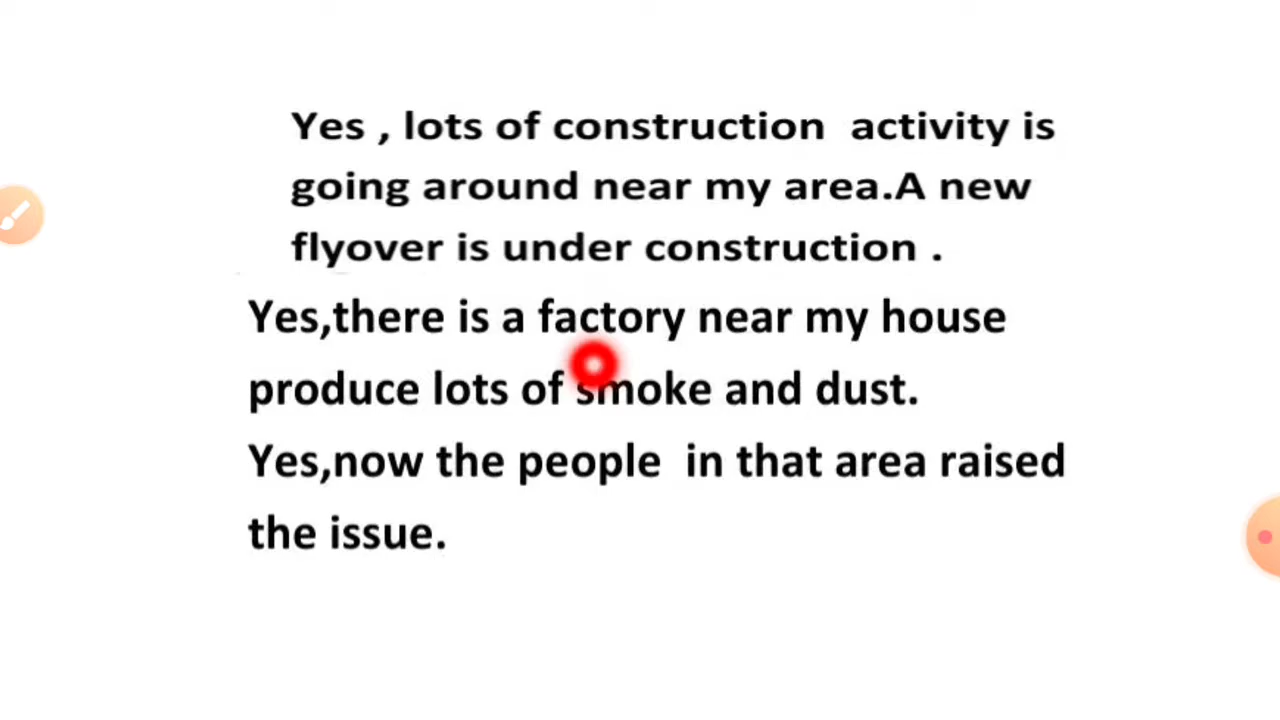 Yes , lots of construction  activity is
going around near my area.A new
flyover is under construction .
Yes,there is a factory near my house
produce lots of smoke and dust.
Yes,now the people  in that area raised
the issue.